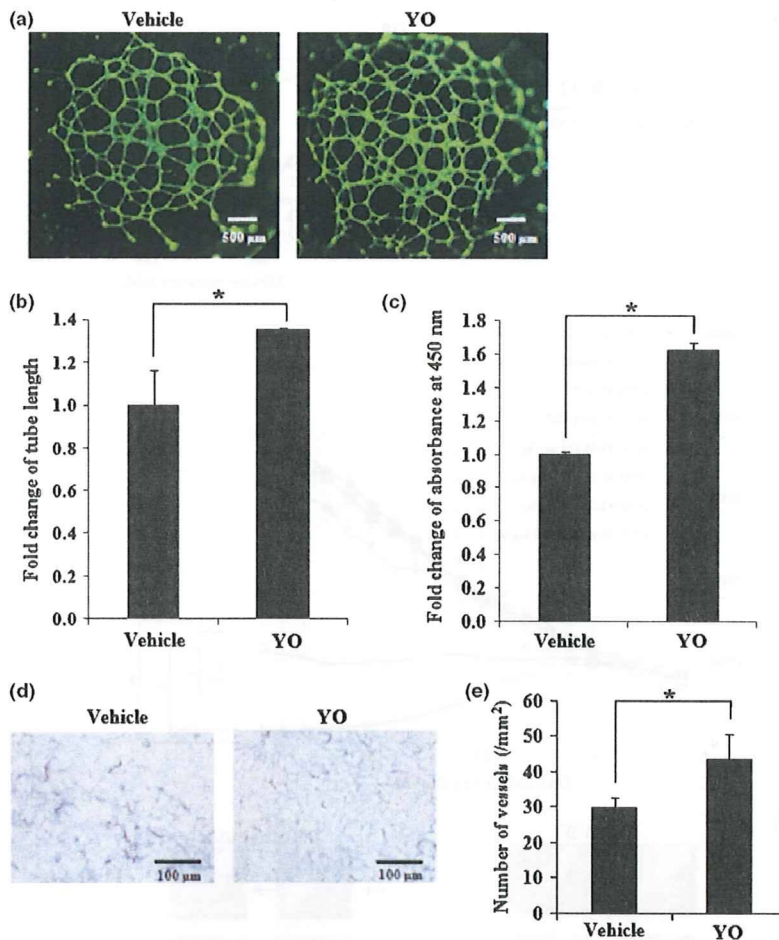 (a)
Vehicle
YO
500 μm
500 μm
(b)
*
Fold change of tube length
1.4
1.2
1.0
0.8
0.6
0.4
0.2
0.0
Vehicle
YO
(c)
*
Fold change of absorbance at 450 nm
1.8
1.6
1.4
1.2
1.0
0.8
0.6
0.4
0.2
0.0
Vehicle
YO
(d)
Vehicle
YO
100 μm
100 μm
(e)
*
Number of vessels (/mm²)
60
50
40
30
20
10
0
Vehicle
YO